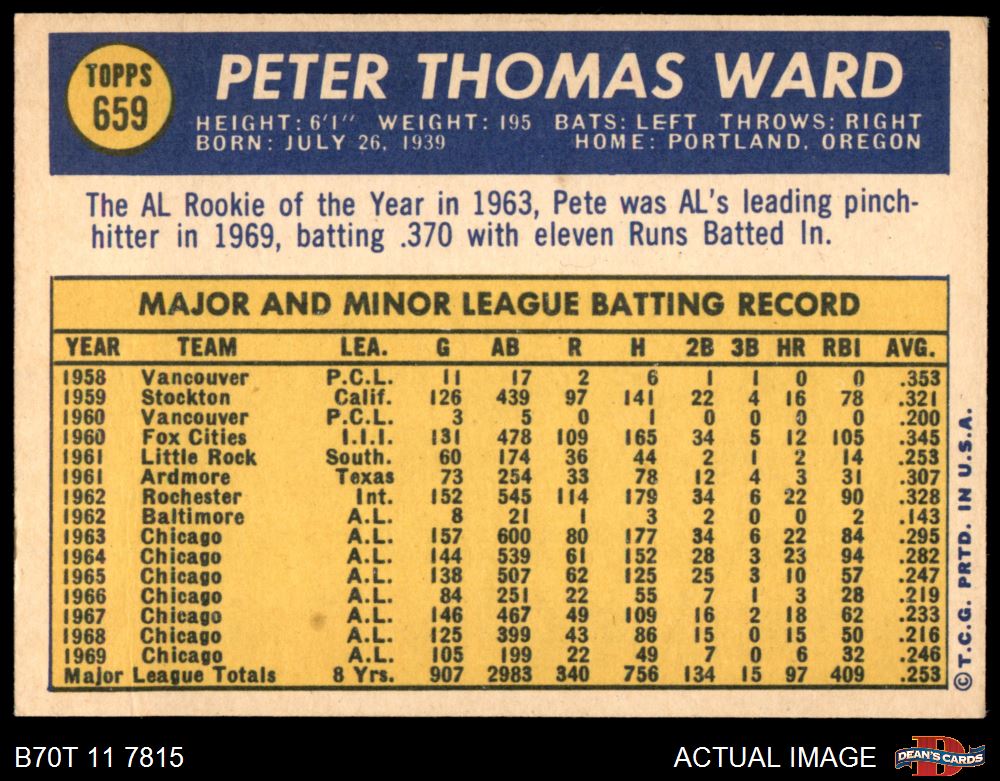 TOPPS
659
PETER THOMAS WARD
HEIGHT: 6'1" WEIGHT: 195 BATS: LEFT THROWS: RIGHT
BORN: JULY 26, 1939 HOME: PORTLAND, OREGON
The AL Rookie of the Year in 1963, Pete was AL's leading pinch-
hitter in 1969, batting .370 with eleven Runs Batted In.
MAJOR AND MINOR LEAGUE BATTING RECORD
YEAR TEAM LEA. G AB R H 2B 3B HR RBI AVG.
1958 Vancouver P.C.L. 11 17 2 6 1 1 0 0 .353
1959 Stockton Calif. 126 439 97 141 22 4 16 78 .321
1960 Vancouver P.C.L. 3 5 0 1 0 0 0 0 .200
1960 Fox Cities I.I.I. 131 478 109 165 34 5 12 105 .345
1961 Little Rock South. 60 174 36 44 2 1 2 14 .253
1961 Ardmore Texas 73 254 33 78 12 4 3 31 .307
1962 Rochester Int. 152 545 114 179 34 6 22 90 .328
1962 Baltimore A.L. 8 21 1 3 2 0 0 2 .143
1963 Chicago A.L. 157 600 80 177 34 6 22 84 .295
1964 Chicago A.L. 144 539 61 152 28 3 23 94 .282
1965 Chicago A.L. 138 507 62 125 25 3 10 57 .247
1966 Chicago A.L. 84 251 22 55 7 1 3 28 .219
1967 Chicago A.L. 146 467 49 109 16 2 18 62 .233
1968 Chicago A.L. 125 399 43 86 15 0 15 50 .216
1969 Chicago A.L. 105 199 22 49 7 0 6 32 .246
Major League Totals 8 Yrs. 907 2983 340 756 134 15 97 409 .253
© T.C.G. PRTD. IN U.S.A.
B70T 11 7815
ACTUAL IMAGE
D
DEAN'S CARDS